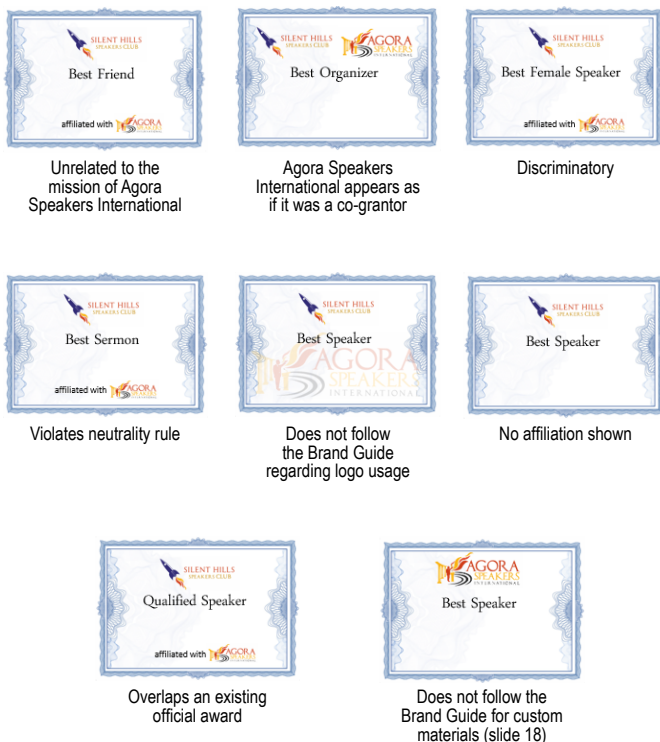 SILENT HILLS
SPEAKERS CLUB
Best Friend
affiliated with AGORA
SPEAKERS
INTERNATIONAL
Unrelated to the
mission of Agora
Speakers International
SILENT HILLS
SPEAKERS CLUB
AGORA
SPEAKERS
INTERNATIONAL
Best Organizer
Agora Speakers
International appears as
if it was a co-grantor
SILENT HILLS
SPEAKERS CLUB
Best Female Speaker
affiliated with AGORA
SPEAKERS
INTERNATIONAL
Discriminatory
SILENT HILLS
SPEAKERS CLUB
Best Sermon
affiliated with AGORA
SPEAKERS
INTERNATIONAL
Violates neutrality rule
SILENT HILLS
SPEAKERS CLUB
Best Speaker
AGORA
SPEAKERS
INTERNATIONAL
Does not follow
the Brand Guide
regarding logo usage
SILENT HILLS
SPEAKERS CLUB
Best Speaker
No affiliation shown
SILENT HILLS
SPEAKERS CLUB
Qualified Speaker
affiliated with AGORA
SPEAKERS
INTERNATIONAL
Overlaps an existing
official award
AGORA
SPEAKERS
INTERNATIONAL
Best Speaker
Does not follow the
Brand Guide for custom
materials (slide 18)